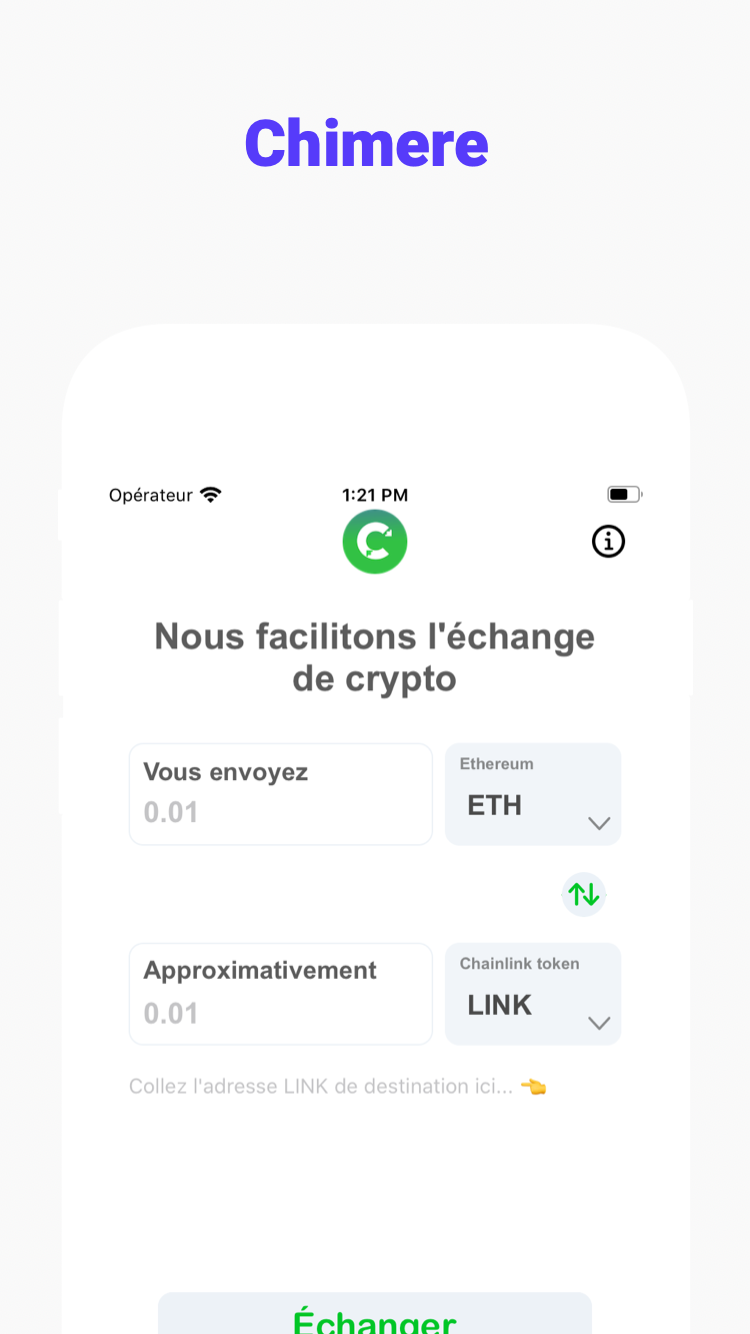 Chimere
Opérateur 1:21 PM
Nous facilitons l'échange
de crypto
Vous envoyez
0.01
Ethereum
ETH
Approximativement
0.01
Chainlink token
LINK
Collez l'adresse LINK de destination ici... 👈
Échanger